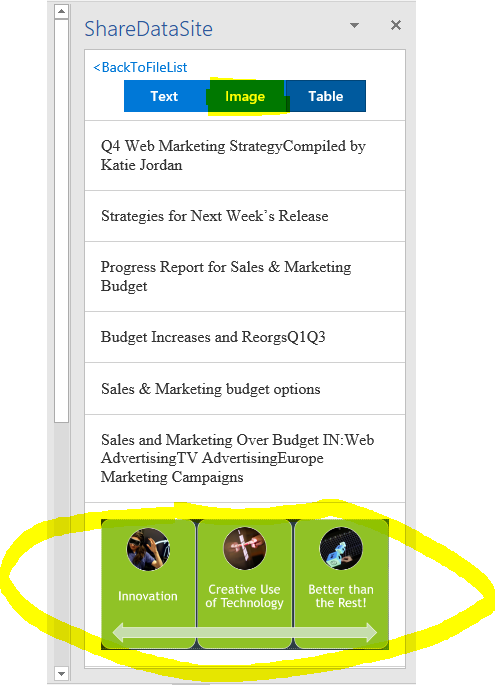 ShareDataSite
<BackToFileList
Text Image Table
Q4 Web Marketing StrategyCompiled by
Katie Jordan
Strategies for Next Week’s Release
Progress Report for Sales & Marketing
Budget
Budget Increases and ReorgsQ1Q3
Sales & Marketing budget options
Sales and Marketing Over Budget IN:Web
AdvertisingTV AdvertisingEurope
Marketing Campaigns
Innovation
Creative Use
of Technology
Better than
the Rest!